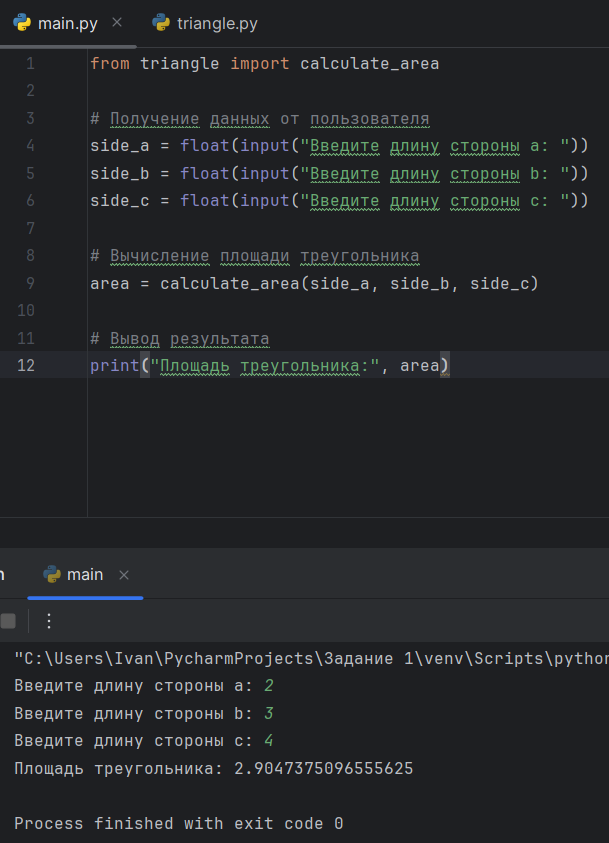 main.py
triangle.py
1 from triangle import calculate_area
2
3 # Получение данных от пользователя
4 side_a = float(input("Введите длину стороны a: "))
5 side_b = float(input("Введите длину стороны b: "))
6 side_c = float(input("Введите длину стороны c: "))
7
8 # Вычисление площади треугольника
9 area = calculate_area(side_a, side_b, side_c)
10
11 # Вывод результата
12 print("Площадь треугольника:", area)
main
"C:\Users\Ivan\PycharmProjects\Задание 1\venv\Scripts\python
Введите длину стороны a: 2
Введите длину стороны b: 3
Введите длину стороны c: 4
Площадь треугольника: 2.9047375096555625
Process finished with exit code 0